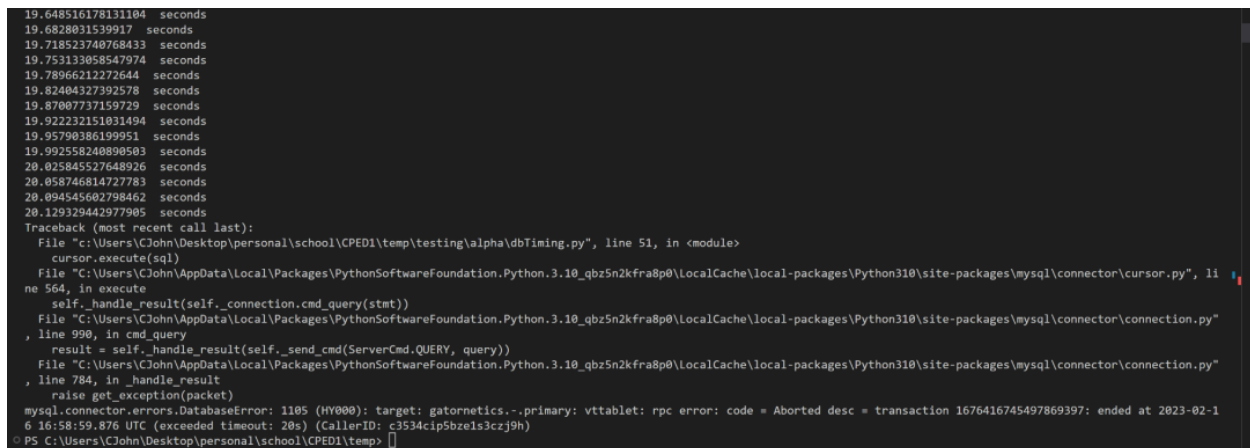 19.648516178131104  seconds
19.6828031539917  seconds
19.718523740768433  seconds
19.753133058547974  seconds
19.78966212272644  seconds
19.82404327392578  seconds
19.87007737159729  seconds
19.922232151031494  seconds
19.95790386199951  seconds
19.992558240890503  seconds
20.025845527648926  seconds
20.058746814727783  seconds
20.094545602798462  seconds
20.129329442977905  seconds
Traceback (most recent call last):
  File "c:\Users\CJohn\Desktop\personal\school\CPED1\temp\testing\alpha\dbTiming.py", line 51, in <module>
    cursor.execute(sql)
  File "C:\Users\CJohn\AppData\Local\Packages\PythonSoftwareFoundation.Python.3.10_qbz5n2kfra8p0\LocalCache\local-packages\Python310\site-packages\mysql\connector\cursor.py", li
ne 564, in execute
    self._handle_result(self._connection.cmd_query(stmt))
  File "C:\Users\CJohn\AppData\Local\Packages\PythonSoftwareFoundation.Python.3.10_qbz5n2kfra8p0\LocalCache\local-packages\Python310\site-packages\mysql\connector\connection.py"
, line 990, in cmd_query
    result = self._handle_result(self._send_cmd(ServerCmd.QUERY, query))
  File "C:\Users\CJohn\AppData\Local\Packages\PythonSoftwareFoundation.Python.3.10_qbz5n2kfra8p0\LocalCache\local-packages\Python310\site-packages\mysql\connector\connection.py"
, line 784, in _handle_result
    raise get_exception(packet)
mysql.connector.errors.DatabaseError: 1105 (HY000): target: gatornetics.-.primary: vttablet: rpc error: code = Aborted desc = transaction 1676416745497869397: ended at 2023-02-1
6 16:58:59.876 UTC (exceeded timeout: 20s) (CallerID: c3534cip5bze1s3czj9h)
PS C:\Users\CJohn\Desktop\personal\school\CPED1\temp>